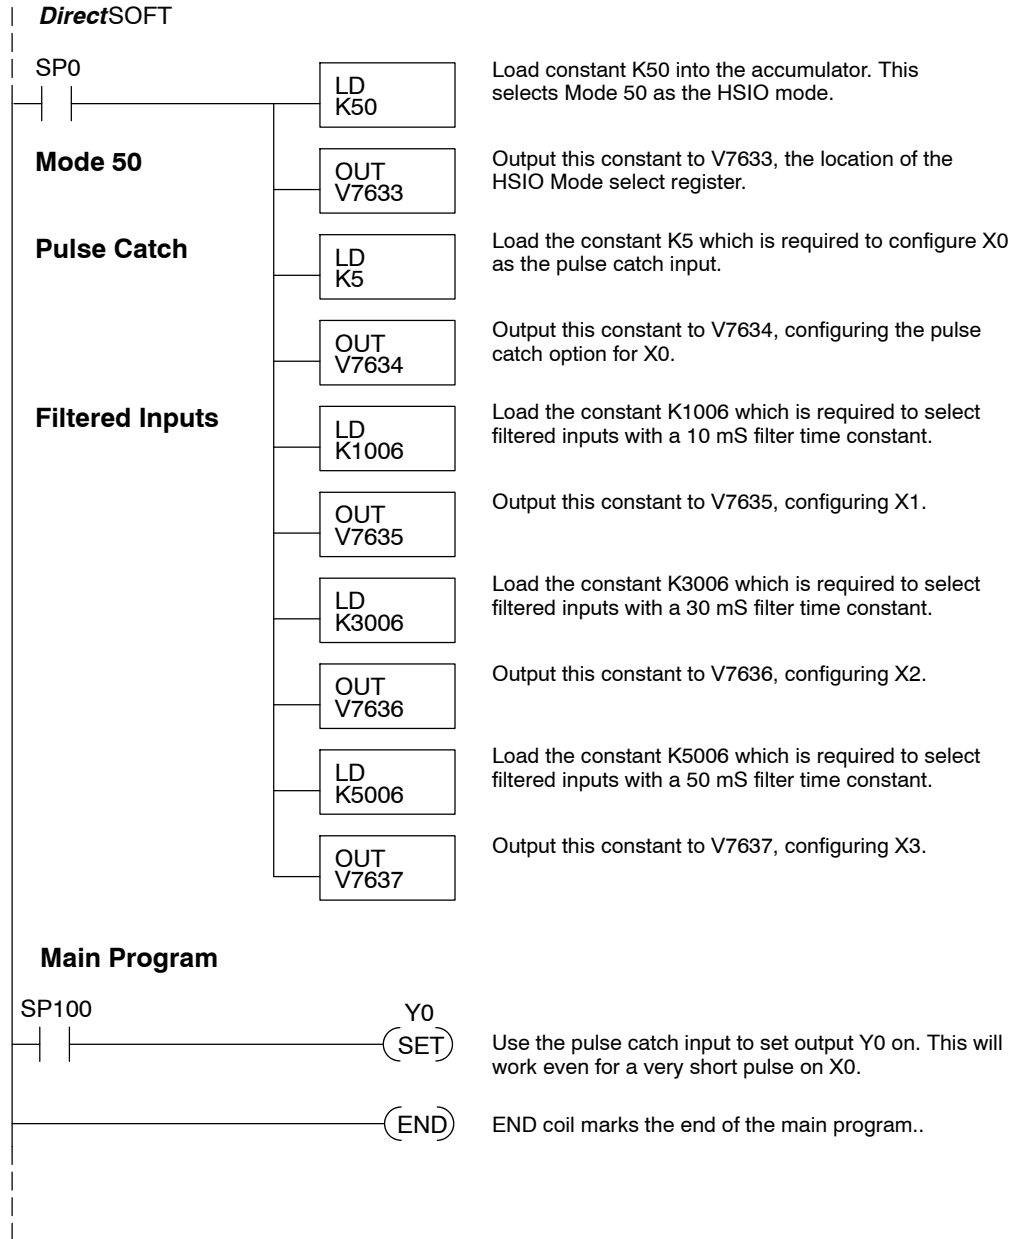 DirectSOFT
SP0
LD
K50
Load constant K50 into the accumulator. This
selects Mode 50 as the HSIO mode.
Mode 50
OUT
V7633
Output this constant to V7633, the location of the
HSIO Mode select register.
Pulse Catch
LD
K5
Load the constant K5 which is required to configure X0
as the pulse catch input.
OUT
V7634
Output this constant to V7634, configuring the pulse
catch option for X0.
Filtered Inputs
LD
K1006
Load the constant K1006 which is required to select
filtered inputs with a 10 mS filter time constant.
OUT
V7635
Output this constant to V7635, configuring X1.
LD
K3006
Load the constant K3006 which is required to select
filtered inputs with a 30 mS filter time constant.
OUT
V7636
Output this constant to V7636, configuring X2.
LD
K5006
Load the constant K5006 which is required to select
filtered inputs with a 50 mS filter time constant.
OUT
V7637
Output this constant to V7637, configuring X3.
Main Program
SP100
Y0
SET
Use the pulse catch input to set output Y0 on. This will
work even for a very short pulse on X0.
END
END coil marks the end of the main program..